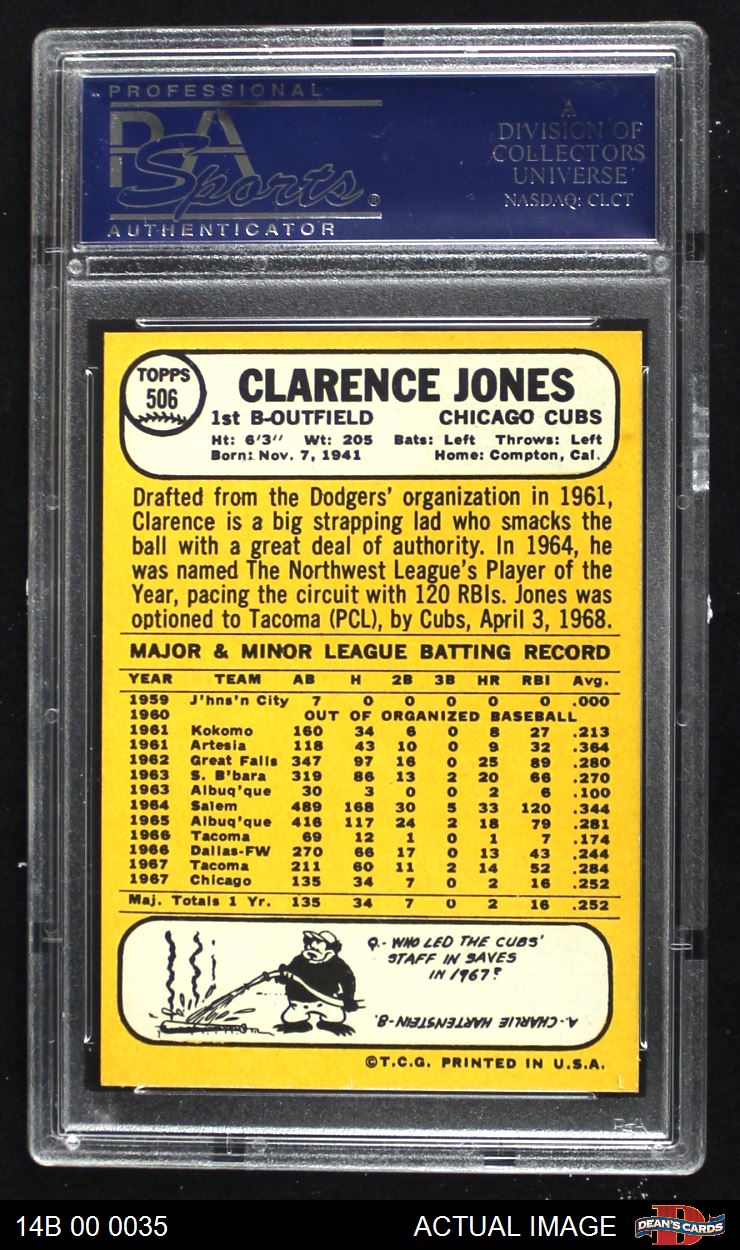 PROFESSIONAL
PSA
Sports®
AUTHENTICATOR
A
DIVISION OF
COLLECTORS
UNIVERSE
NASDAQ: CLCT
TOPPS
506
CLARENCE JONES
1st B-OUTFIELD CHICAGO CUBS
Ht: 6'3" Wt: 205 Bats: Left Throws: Left
Born: Nov. 7, 1941 Home: Compton, Cal.
Drafted from the Dodgers' organization in 1961,
Clarence is a big strapping lad who smacks the
ball with a great deal of authority. In 1964, he
was named The Northwest League's Player of the
Year, pacing the circuit with 120 RBIs. Jones was
optioned to Tacoma (PCL), by Cubs, April 3, 1968.
MAJOR & MINOR LEAGUE BATTING RECORD
YEAR TEAM AB H 2B 3B HR RBI Avg.
1959 J'hns'n City 7 0 0 0 0 0 .000
1960 OUT OF ORGANIZED BASEBALL
1961 Kokomo 160 34 6 0 8 27 .213
1961 Artesia 118 43 10 0 9 32 .364
1962 Great Falls 347 97 16 0 25 89 .280
1963 S. B'bara 319 86 13 2 20 66 .270
1963 Albuq'que 30 3 0 0 2 6 .100
1964 Salem 489 168 30 5 33 120 .344
1965 Albuq'que 416 117 24 2 18 79 .281
1966 Tacoma 69 12 1 0 1 7 .174
1966 Dallas-FW 270 66 17 0 13 43 .244
1967 Tacoma 211 60 11 2 14 52 .284
1967 Chicago 135 34 7 0 2 16 .252
Maj. Totals 1 Yr. 135 34 7 0 2 16 .252
Q.- WHO LED THE CUBS'
STAFF IN SAVES
IN 1967?
A.- CHARLIE HARTENSTEIN-8.
©T.C.G. PRINTED IN U.S.A.
PSA
14B 00 0035 ACTUAL IMAGE
DEAN'S CARDS